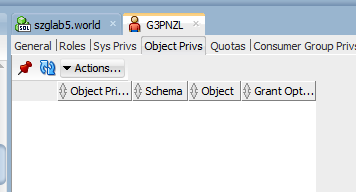 szglab5.world G3PNZL
General Roles Sys Privs Object Privs Quotas Consumer Group Privs
Actions...
Object Pri... Schema Object Grant Opt...